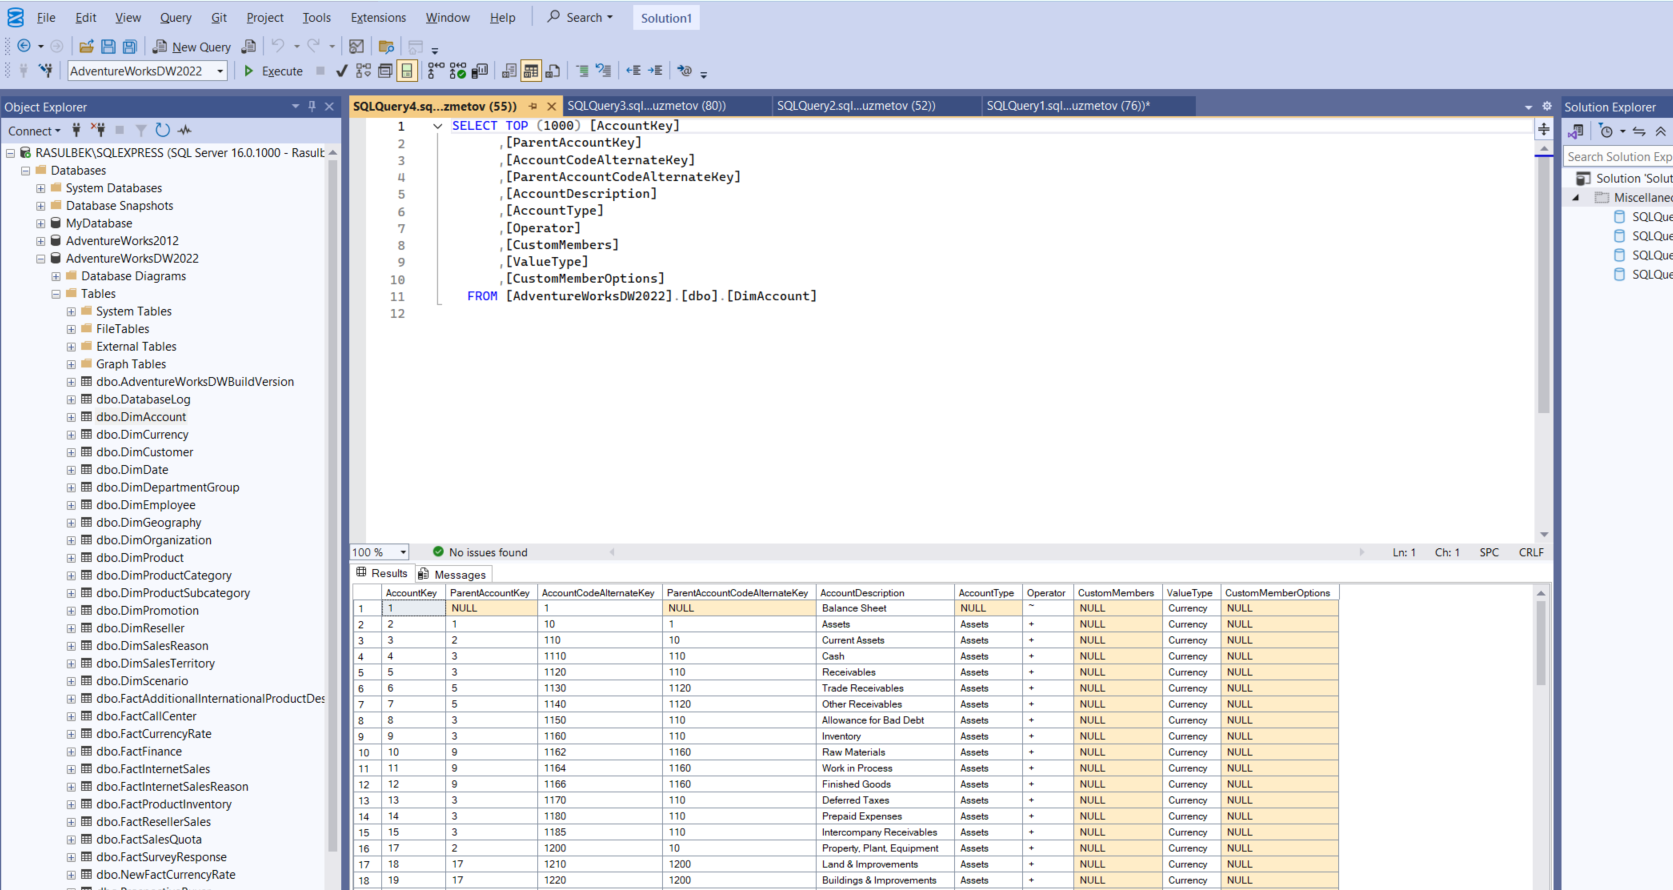 File Edit View Query Git Project Tools Extensions Window Help Search Solution1
New Query
AdventureWorksDW2022 Execute
Object Explorer
Connect
RASULBEK\SQLEXPRESS (SQL Server 16.0.1000 - Rasulb
Databases
System Databases
Database Snapshots
MyDatabase
AdventureWorks2012
AdventureWorksDW2022
Database Diagrams
Tables
System Tables
FileTables
External Tables
Graph Tables
dbo.AdventureWorksDWBuildVersion
dbo.DatabaseLog
dbo.DimAccount
dbo.DimCurrency
dbo.DimCustomer
dbo.DimDate
dbo.DimDepartmentGroup
dbo.DimEmployee
dbo.DimGeography
dbo.DimOrganization
dbo.DimProduct
dbo.DimProductCategory
dbo.DimProductSubcategory
dbo.DimPromotion
dbo.DimReseller
dbo.DimSalesReason
dbo.DimSalesTerritory
dbo.DimScenario
dbo.FactAdditionalInternationalProductDes
dbo.FactCallCenter
dbo.FactCurrencyRate
dbo.FactFinance
dbo.FactInternetSales
dbo.FactInternetSalesReason
dbo.FactProductInventory
dbo.FactResellerSales
dbo.FactSalesQuota
dbo.FactSurveyResponse
dbo.NewFactCurrencyRate
SQLQuery4.sq...zmetov (55)) SQLQuery3.sql...uzmetov (80)) SQLQuery2.sql...uzmetov (52)) SQLQuery1.sql...uzmetov (76))*
1 SELECT TOP (1000) [AccountKey]
2 ,[ParentAccountKey]
3 ,[AccountCodeAlternateKey]
4 ,[ParentAccountCodeAlternateKey]
5 ,[AccountDescription]
6 ,[AccountType]
7 ,[Operator]
8 ,[CustomMembers]
9 ,[ValueType]
10 ,[CustomMemberOptions]
11 FROM [AdventureWorksDW2022].[dbo].[DimAccount]
12
100 % No issues found Ln: 1 Ch: 1 SPC CRLF
Results Messages
AccountKey ParentAccountKey AccountCodeAlternateKey ParentAccountCodeAlternateKey AccountDescription AccountType Operator CustomMembers ValueType CustomMemberOptions
1 1 NULL 1 NULL Balance Sheet NULL ~ NULL Currency NULL
2 2 1 10 1 Assets Assets + NULL Currency NULL
3 3 2 110 10 Current Assets Assets + NULL Currency NULL
4 4 3 1110 110 Cash Assets + NULL Currency NULL
5 5 3 1120 110 Receivables Assets + NULL Currency NULL
6 6 5 1130 1120 Trade Receivables Assets + NULL Currency NULL
7 7 5 1140 1120 Other Receivables Assets + NULL Currency NULL
8 8 3 1150 110 Allowance for Bad Debt Assets + NULL Currency NULL
9 9 3 1160 110 Inventory Assets + NULL Currency NULL
10 10 9 1162 1160 Raw Materials Assets + NULL Currency NULL
11 11 9 1164 1160 Work in Process Assets + NULL Currency NULL
12 12 9 1166 1160 Finished Goods Assets + NULL Currency NULL
13 13 3 1170 110 Deferred Taxes Assets + NULL Currency NULL
14 14 3 1180 110 Prepaid Expenses Assets + NULL Currency NULL
15 15 3 1185 110 Intercompany Receivables Assets + NULL Currency NULL
16 17 2 1200 10 Property, Plant, Equipment Assets + NULL Currency NULL
17 18 17 1210 1200 Land & Improvements Assets + NULL Currency NULL
18 19 17 1220 1200 Buildings & Improvements Assets + NULL Currency NULL
Solution Explorer
Search Solution Exp
Solution 'Solut
Miscellane
SQLQue
SQLQue
SQLQue
SQLQue